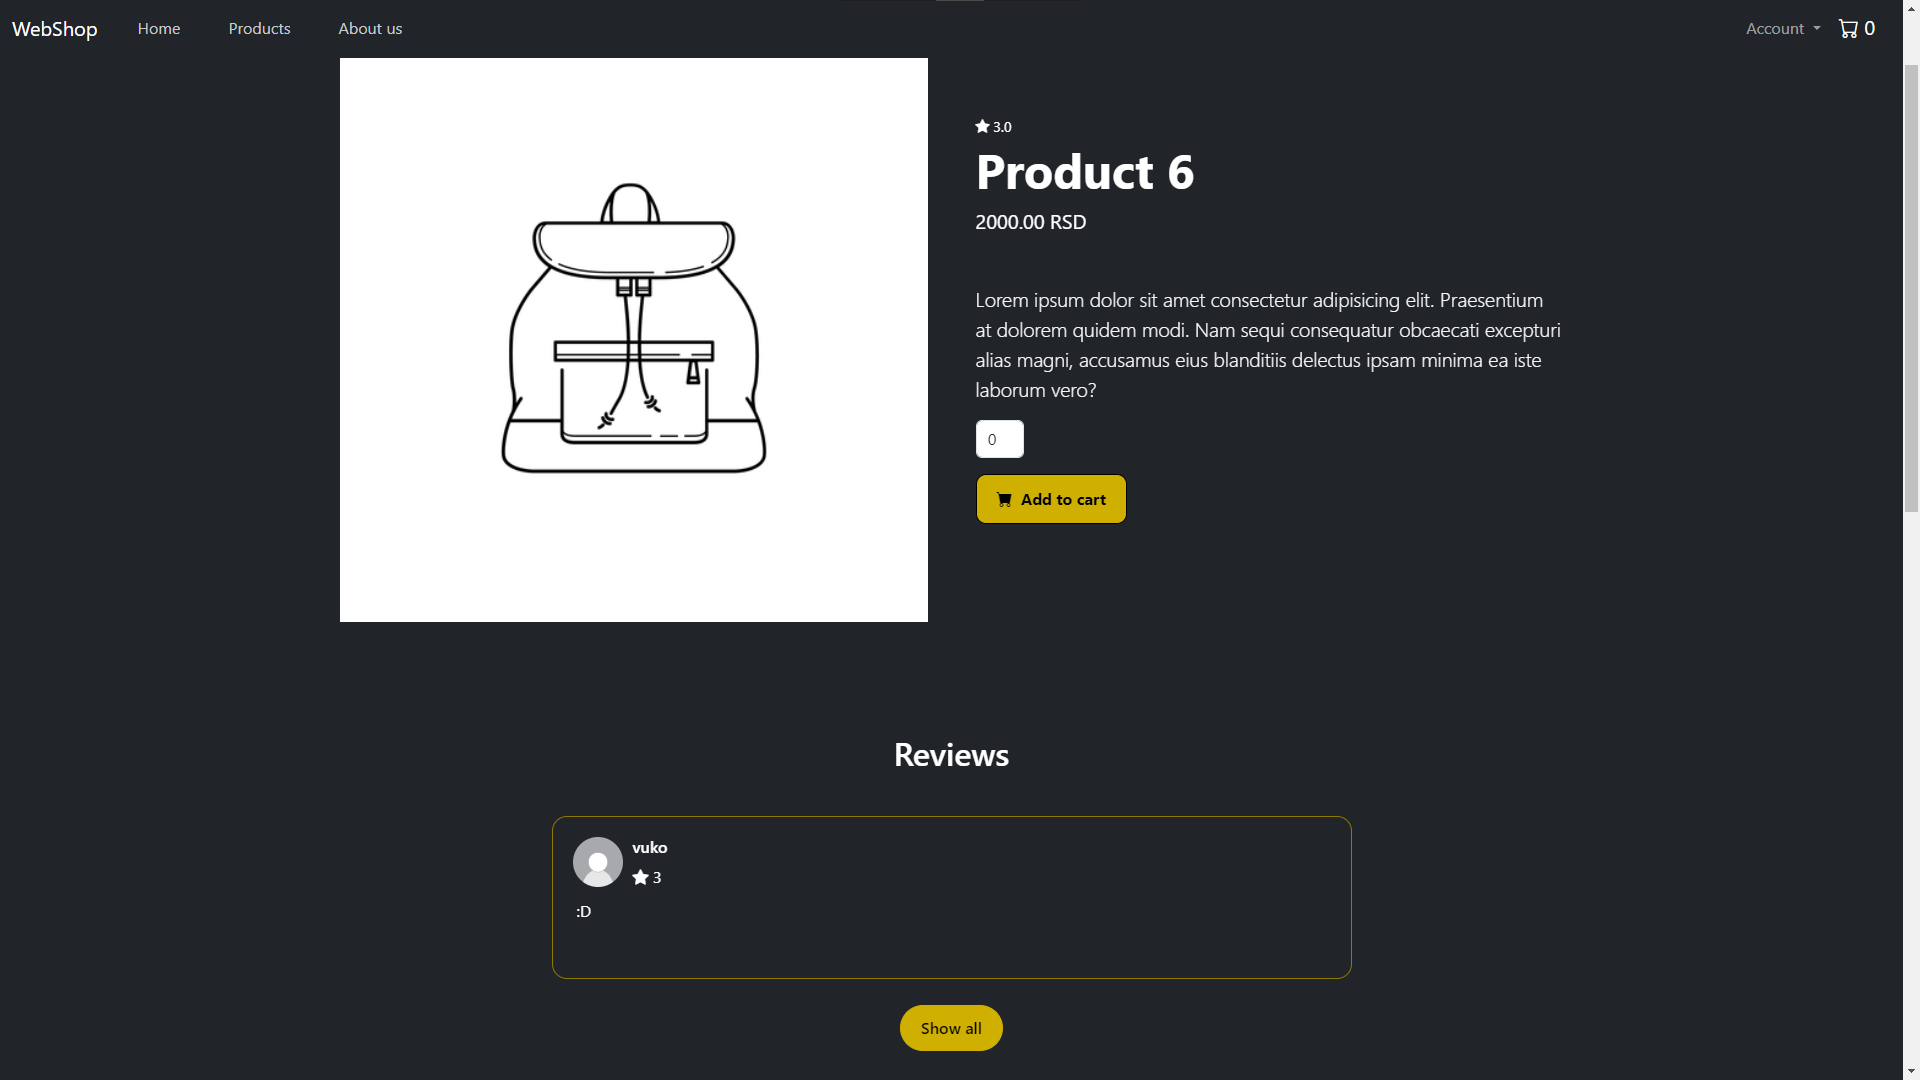 WebShop Home Products About us Account 0
3.0
Product 6
2000.00 RSD
Lorem ipsum dolor sit amet consectetur adipisicing elit. Praesentium
at dolorem quidem modi. Nam sequi consequatur obcaecati excepturi
alias magni, accusamus eius blanditiis delectus ipsam minima ea iste
laborum vero?
0
Add to cart
Reviews
vuko
3
:D
Show all